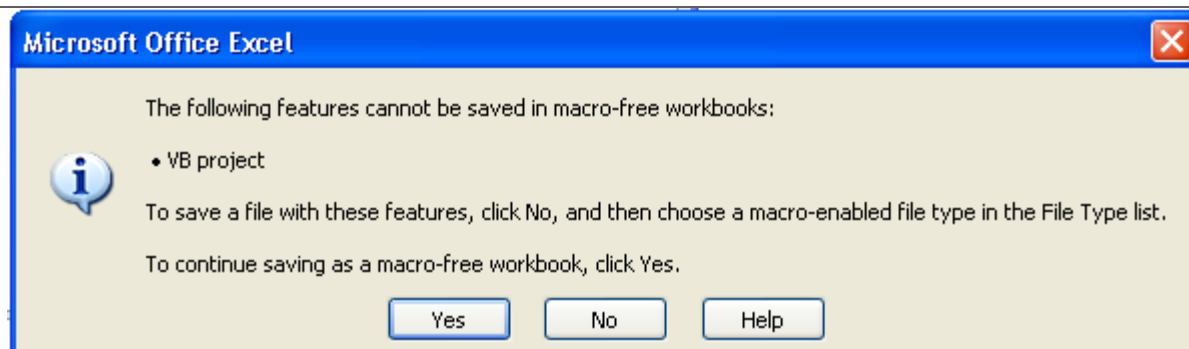 Microsoft Office Excel
The following features cannot be saved in macro-free workbooks:
• VB project
To save a file with these features, click No, and then choose a macro-enabled file type in the File Type list.
To continue saving as a macro-free workbook, click Yes.
Yes No Help